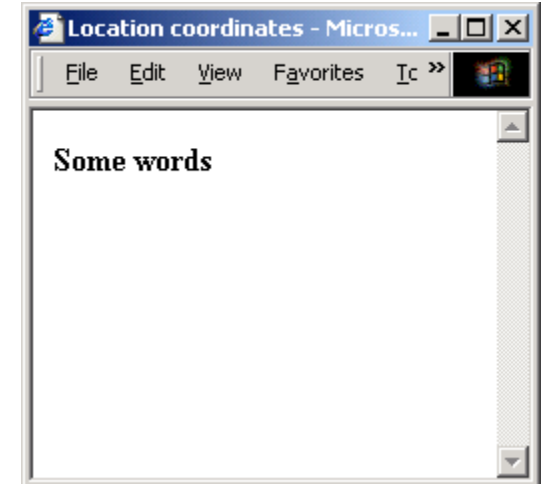 Location coordinates - Micros...
File Edit View Favorites Tc »
Some words